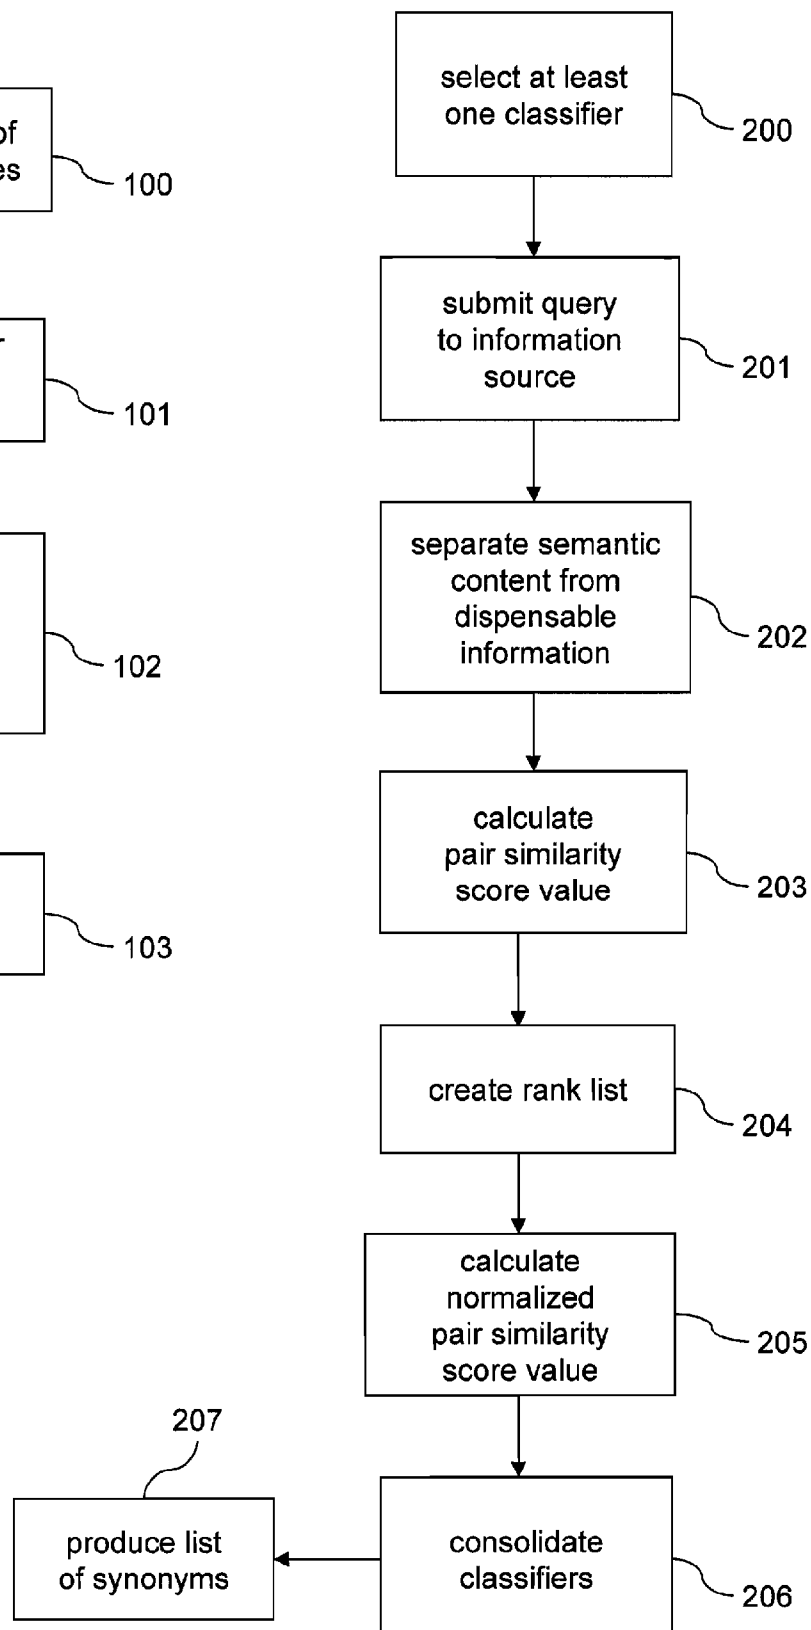 of
es
100
r
101
102
103
select at least
one classifier
200
submit query
to information
source
201
separate semantic
content from
dispensable
information
202
calculate
pair similarity
score value
203
create rank list
204
calculate
normalized
pair similarity
score value
205
consolidate
classifiers
206
207
produce list
of synonyms